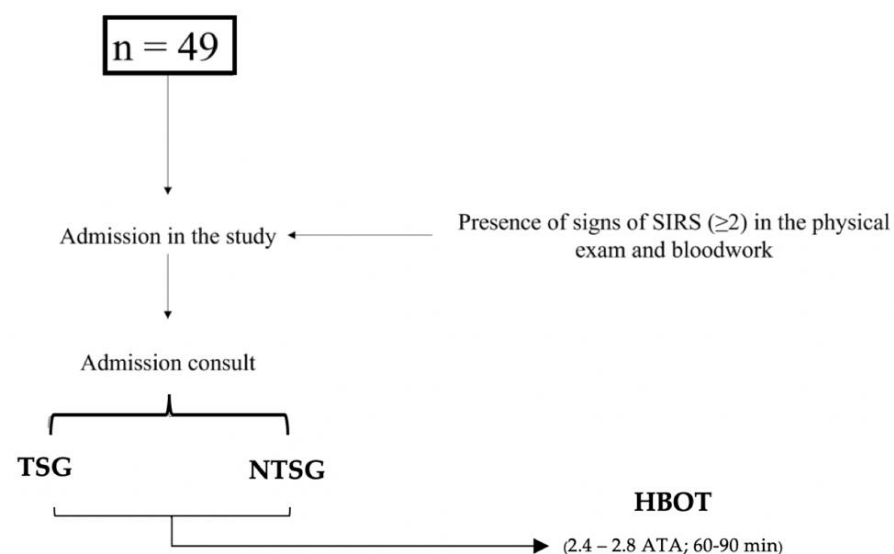 n = 49
Admission in the study
Presence of signs of SIRS (≥2) in the physical
exam and bloodwork
Admission consult
TSG
NTSG
HBOT
(2.4 – 2.8 ATA; 60-90 min)